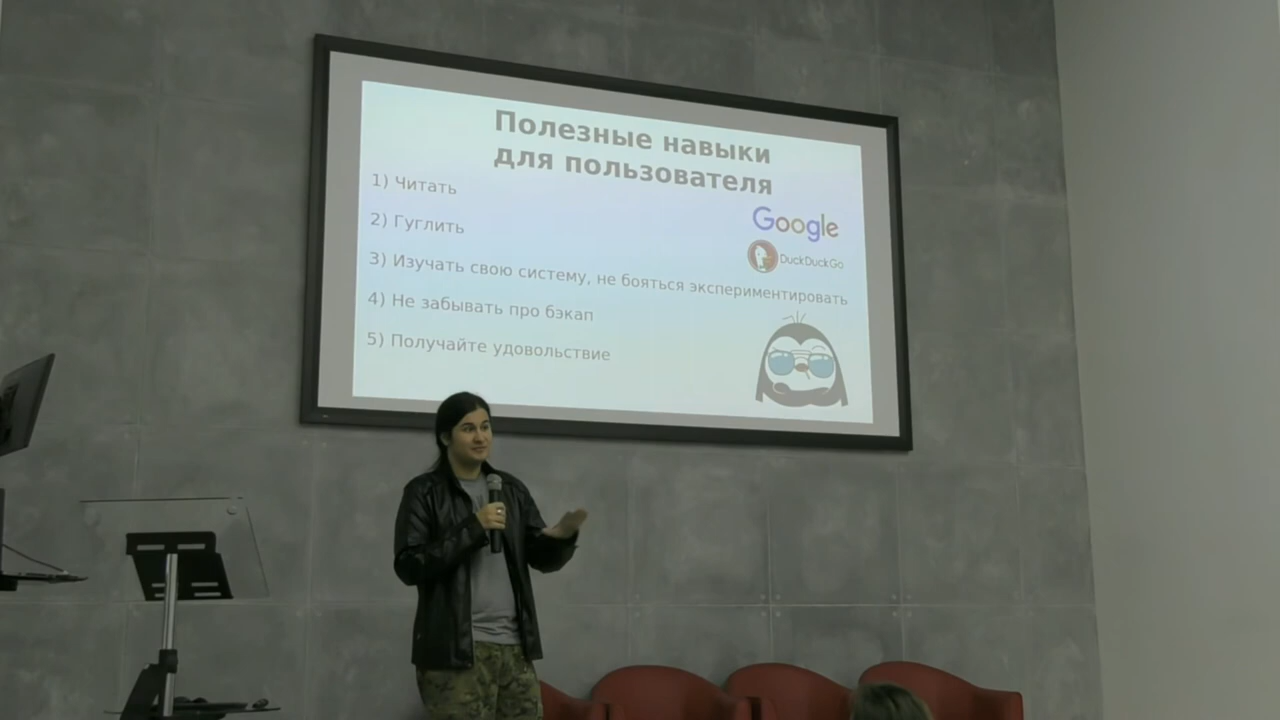 Полезные навыки
для пользователя
1) Читать
2) Гуглить
Google
DuckDuckGo
3) Изучать свою систему, не бояться экспериментировать
4) Не забывать про бэкап
5) Получайте удовольствие